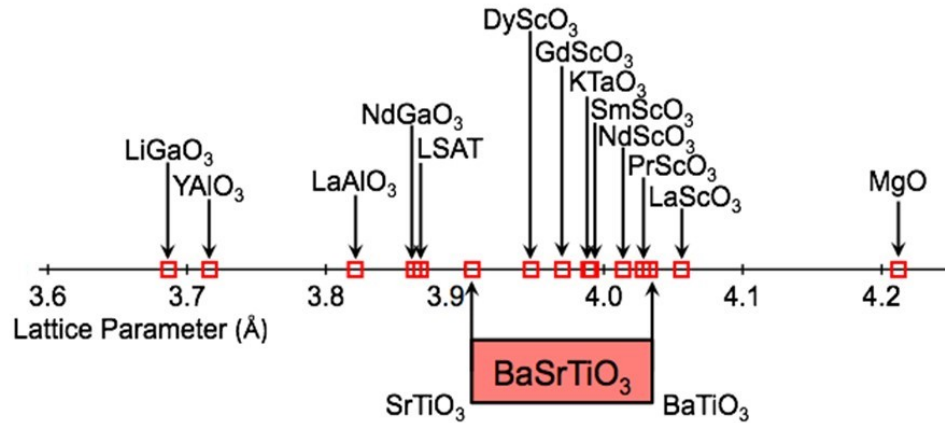 DyScO₃
GdScO₃
KTaO₃
SmScO₃
NdGaO₃
NdScO₃
LiGaO₃
LSAT
PrScO₃
YAlO₃
LaAlO₃
LaScO₃
MgO
3.6 3.7 3.8 3.9 4.0 4.1 4.2
Lattice Parameter (Å)
BaSrTiO₃
SrTiO₃
BaTiO₃